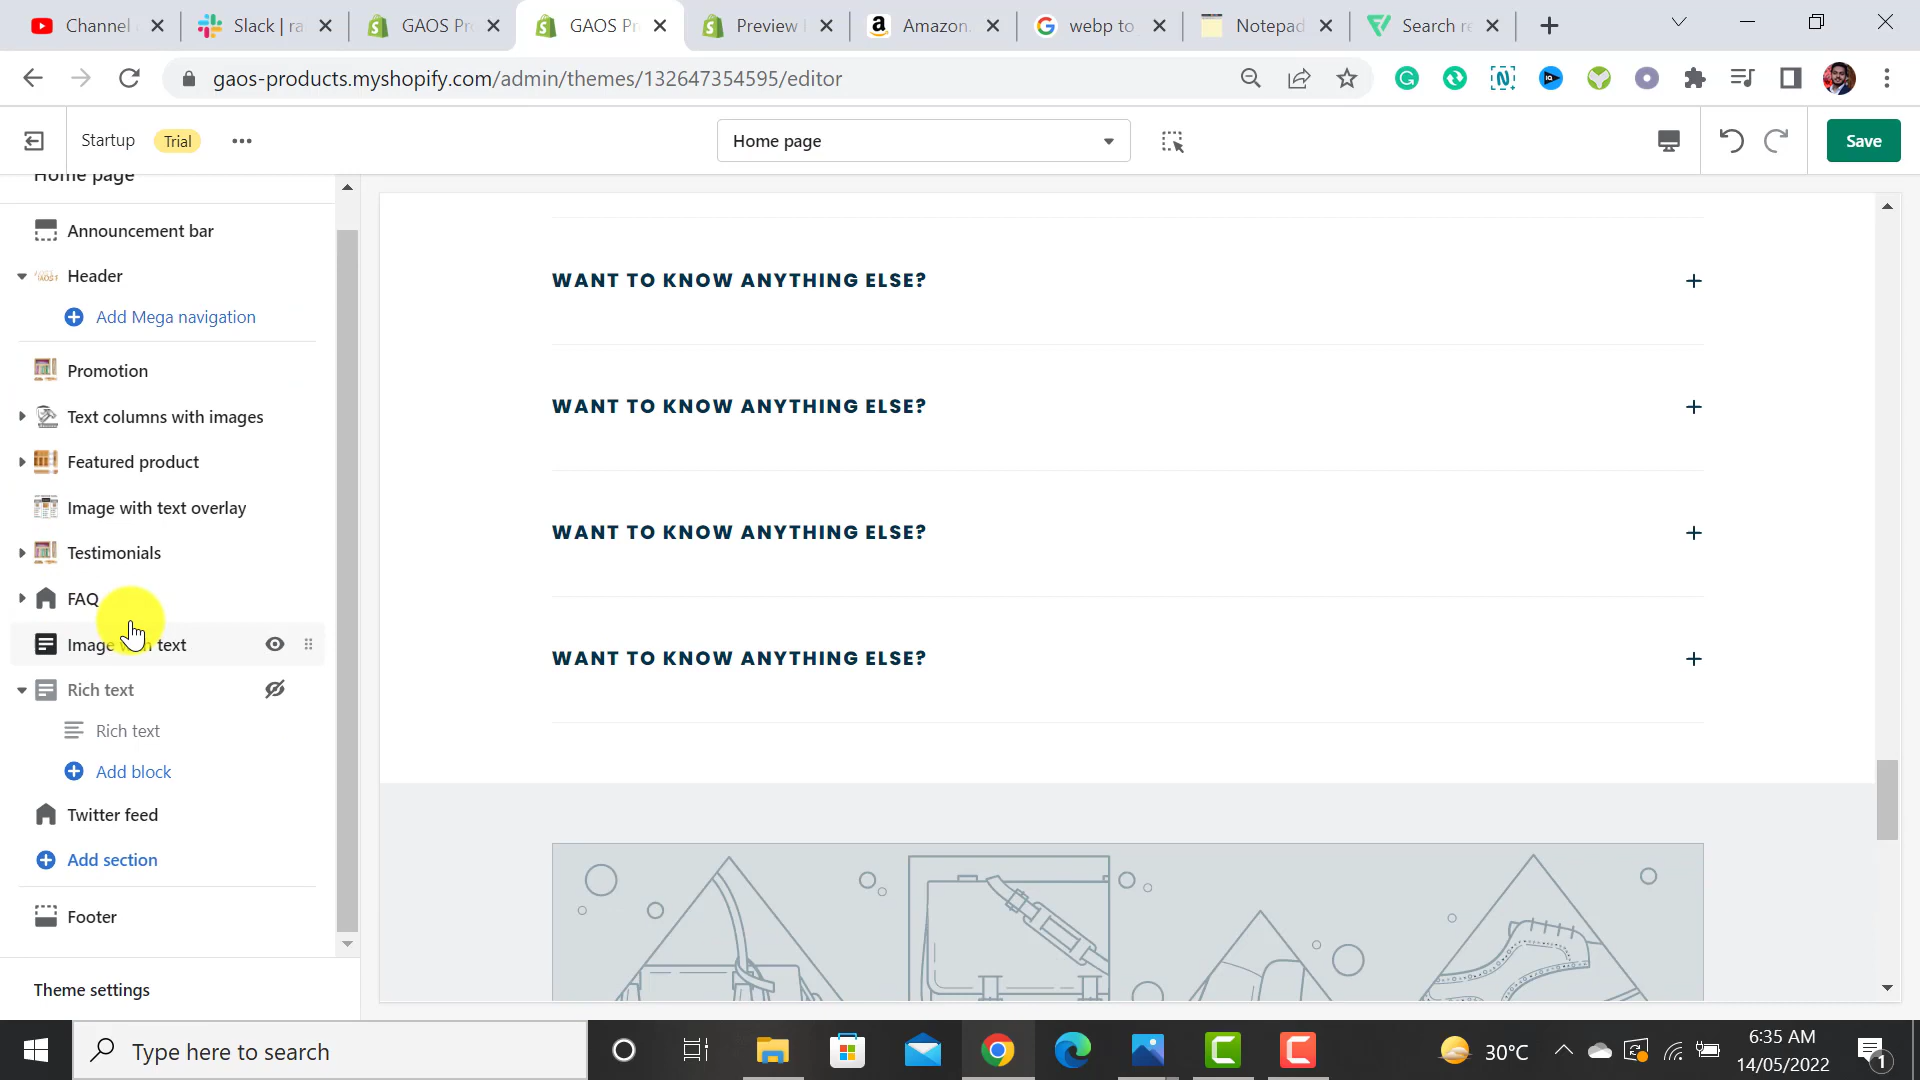 Channel
Slack | ra
GAOS Pr
GAOS Pr
Preview
Amazon.
webp to
Notepad
Search re
gaos-products.myshopify.com/admin/themes/132647354595/editor
Startup
Trial
Home page
Save
Home page
Announcement bar
Header
Add Mega navigation
Promotion
Text columns with images
Featured product
Image with text overlay
Testimonials
FAQ
Image with text
Rich text
Rich text
Add block
Twitter feed
Add section
Footer
Theme settings
WANT TO KNOW ANYTHING ELSE?
WANT TO KNOW ANYTHING ELSE?
WANT TO KNOW ANYTHING ELSE?
WANT TO KNOW ANYTHING ELSE?
Type here to search
30°C
6:35 AM
14/05/2022
1